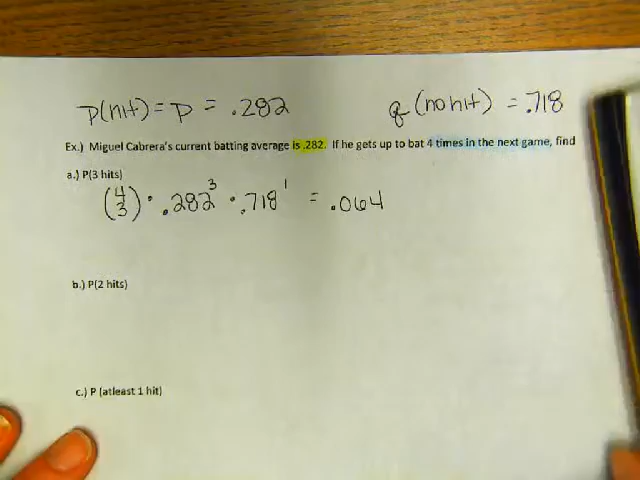 P(hit) = p = .282 q (no hit) = .718
Ex.) Miguel Cabrera's current batting average is .282. If he gets up to bat 4 times in the next game, find
a.) P(3 hits)
(4 3) · .282³ · .718¹ = .064
b.) P(2 hits)
c.) P (atleast 1 hit)